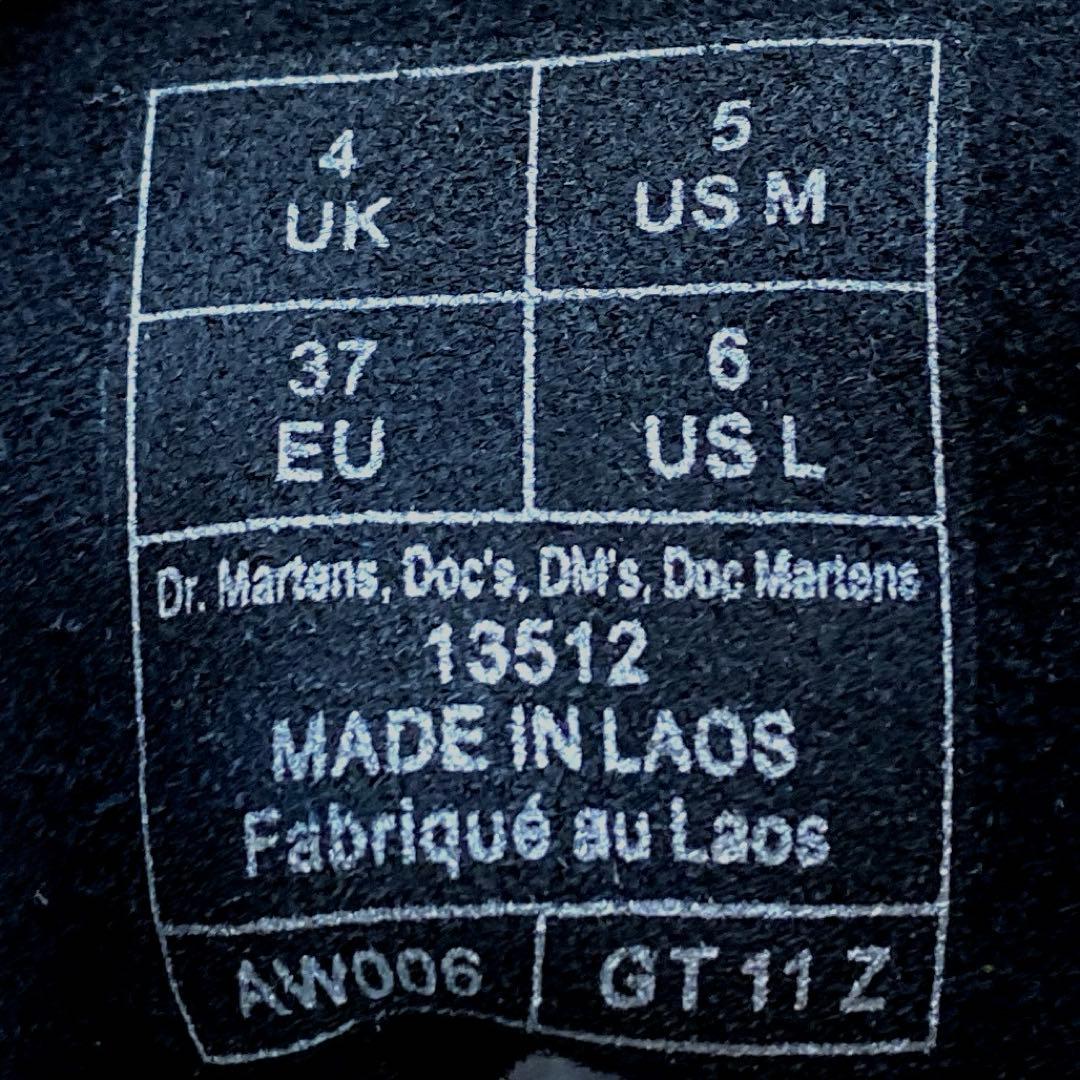 4
UK
5
US M
37
EU
6
US L
Dr. Martens, Doc's, DM's, Doc Martens
13512
MADE IN LAOS
Fabriqué au Laos
AW006
GT 11 Z